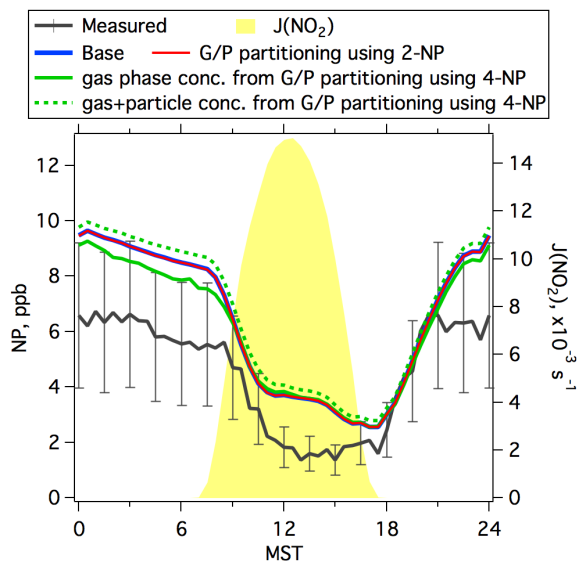 Measured J(NO2)
Base G/P partitioning using 2-NP
gas phase conc. from G/P partitioning using 4-NP
gas+particle conc. from G/P partitioning using 4-NP
12
10
8
6
4
2
0
NP, ppb
14
12
10
8
6
4
2
0
J(NO2), x10-3 s-1
0 6 12 18 24
MST